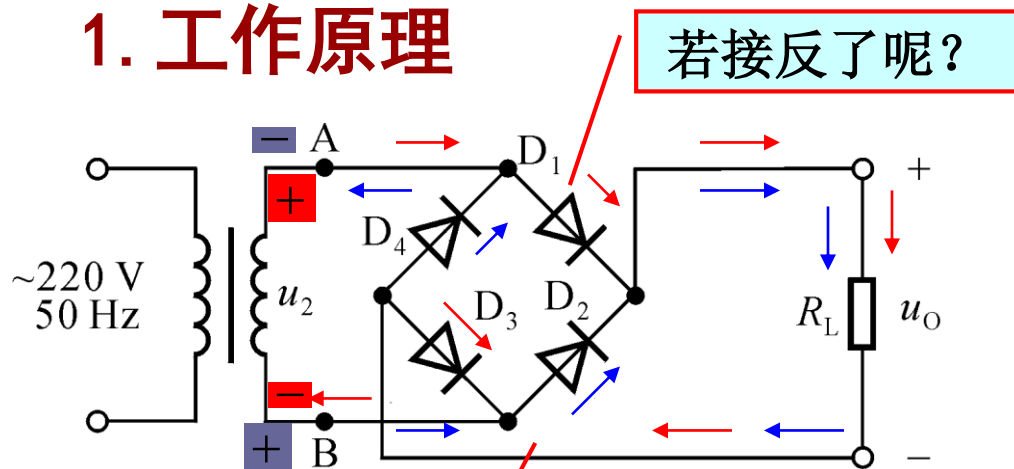 1. 工作原理
若接反了呢？
− A
+
D1
D4
~220 V
50 Hz
u2
D3
D2
RL
uO
+
−
−
+ B